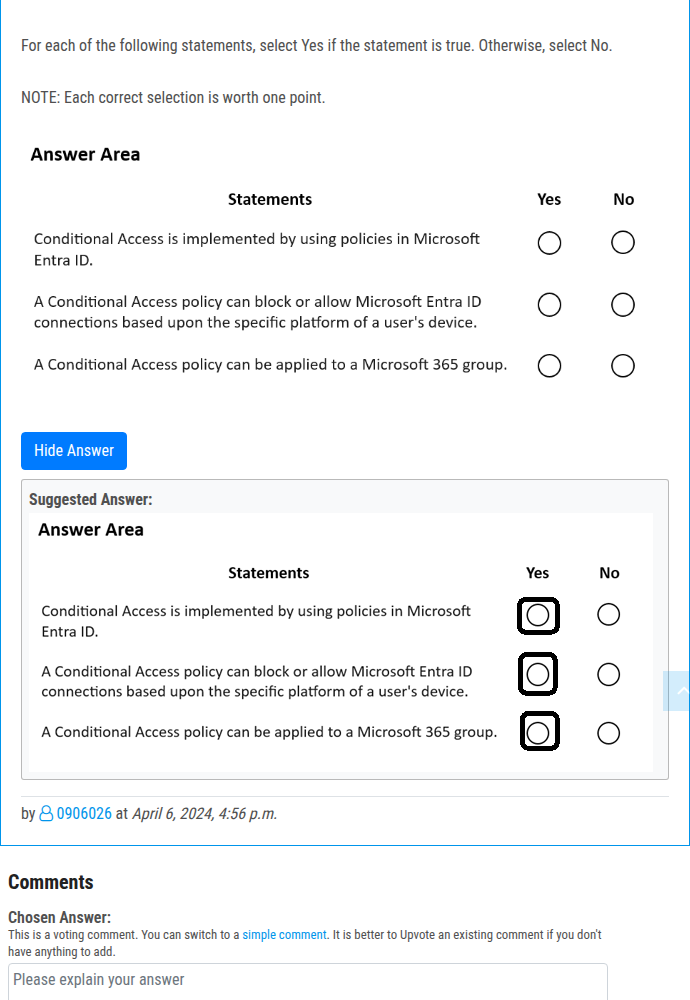 For each of the following statements, select Yes if the statement is true. Otherwise, select No.
NOTE: Each correct selection is worth one point.
Answer Area
Statements Yes No
Conditional Access is implemented by using policies in Microsoft
Entra ID.
A Conditional Access policy can block or allow Microsoft Entra ID
connections based upon the specific platform of a user's device.
A Conditional Access policy can be applied to a Microsoft 365 group.
Hide Answer
Suggested Answer:
Answer Area
Statements Yes No
Conditional Access is implemented by using policies in Microsoft
Entra ID.
A Conditional Access policy can block or allow Microsoft Entra ID
connections based upon the specific platform of a user's device.
A Conditional Access policy can be applied to a Microsoft 365 group.
by 0906026 at April 6, 2024, 4:56 p.m.
Comments
Chosen Answer:
This is a voting comment. You can switch to a simple comment. It is better to Upvote an existing comment if you don't
have anything to add.
Please explain your answer